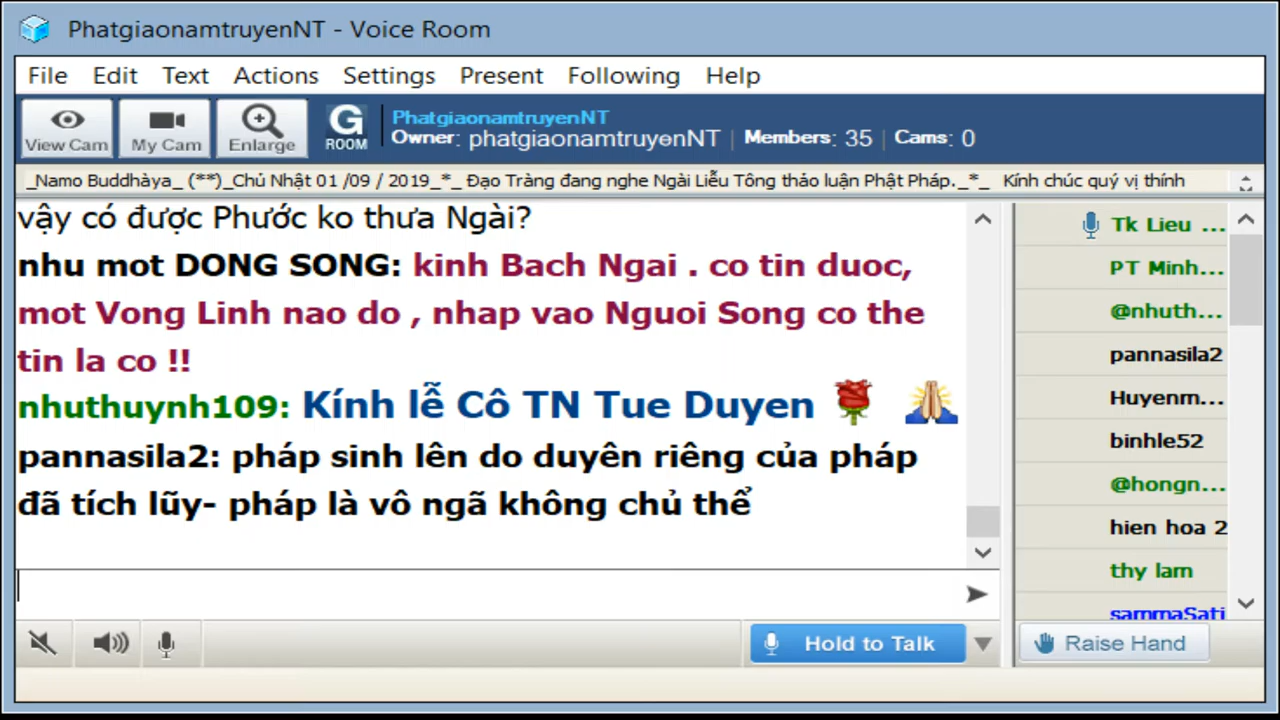 PhatgiaonamtruyenNT - Voice Room
File Edit Text Actions Settings Present Following Help
View Cam My Cam Enlarge G ROOM
PhatgiaonamtruyenNT
Owner: phatgiaonamtruyenNT | Members: 35 | Cams: 0
_Namo Buddhàya_ (**)_Chủ Nhật 01 /09 / 2019_*_ Đạo Tràng đang nghe Ngài Liễu Tông thảo luận Phật Pháp._*_ Kính chúc quý vị thính
vậy có được Phước ko thưa Ngài?
nhu mot DONG SONG: kinh Bach Ngai . co tin duoc,
mot Vong Linh nao do , nhap vao Nguoi Song co the
tin la co !!
nhuthuynh109: Kính lễ Cô TN Tue Duyen
pannasila2: pháp sinh lên do duyên riêng của pháp
đã tích lũy- pháp là vô ngã không chủ thể
Tk Lieu ...
PT Minh...
@nhuth...
pannasila2
Huyenm...
binhle52
@hongn...
hien hoa 2
thy lam
sammaSati
Hold to Talk
Raise Hand